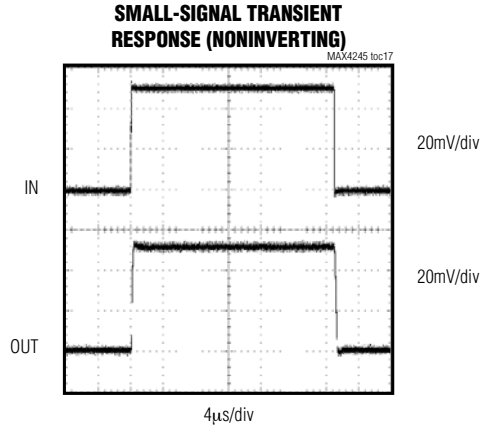 SMALL-SIGNAL TRANSIENT
RESPONSE (NONINVERTING)
MAX4245 toc17
20mV/div
IN
20mV/div
OUT
4μs/div